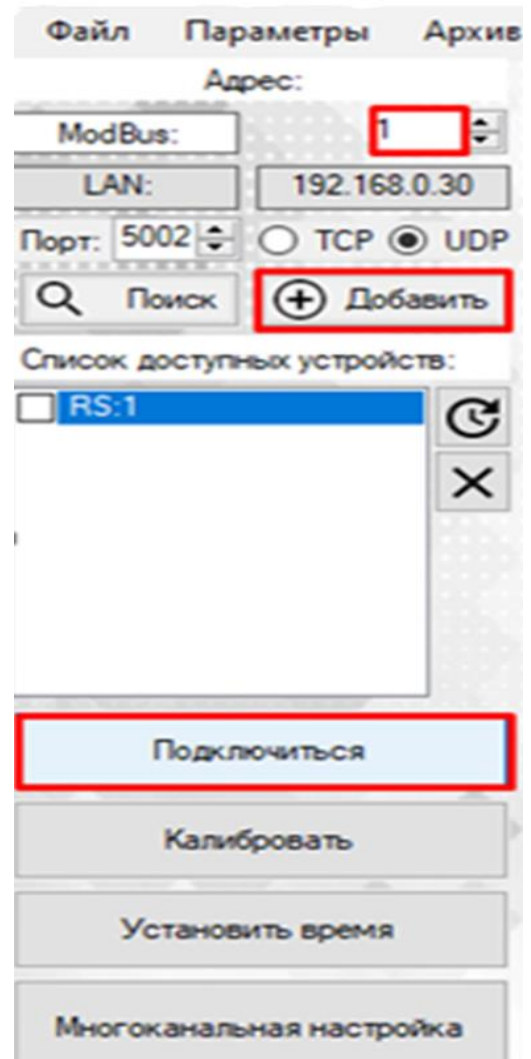 Файл Параметры Архив
Адрес:
ModBus: 1
LAN: 192.168.0.30
Порт: 5002 TCP UDP
Поиск Добавить
Список доступных устройств:
RS:1
Подключиться
Калибровать
Установить время
Многоканальная настройка